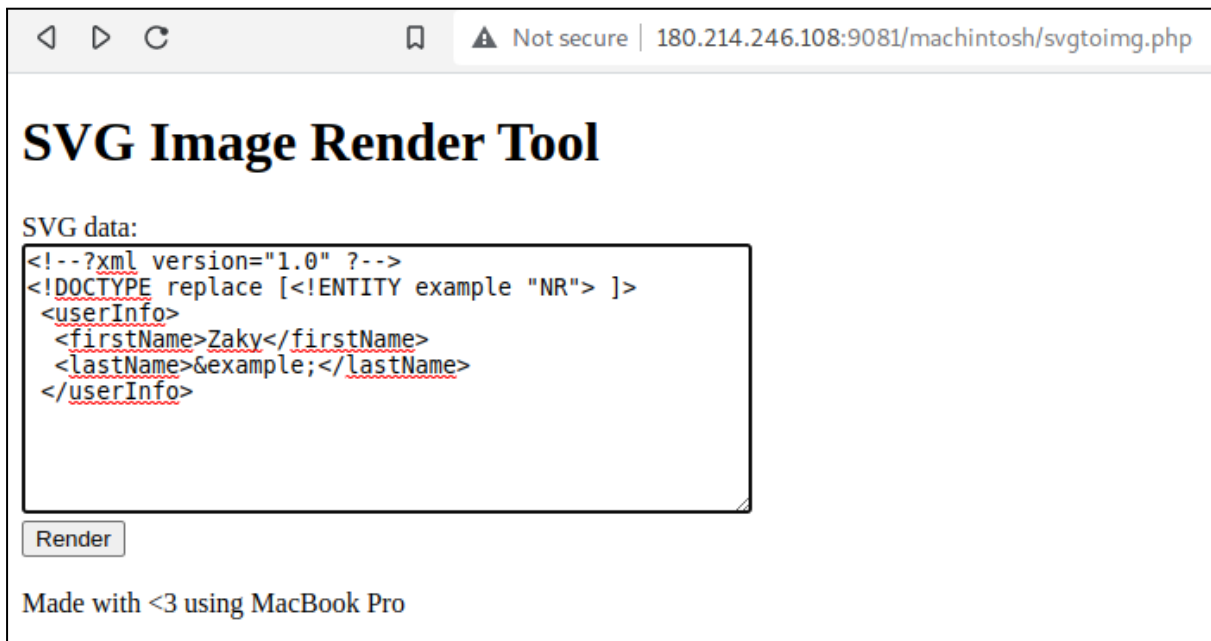 Not secure | 180.214.246.108:9081/machintosh/svgtoimg.php
SVG Image Render Tool
SVG data:
<!--?xml version="1.0" ?-->
<!DOCTYPE replace [<!ENTITY example "NR"> ]>
<userInfo>
<firstName>Zaky</firstName>
<lastName>&example;</lastName>
</userInfo>
Render
Made with <3 using MacBook Pro